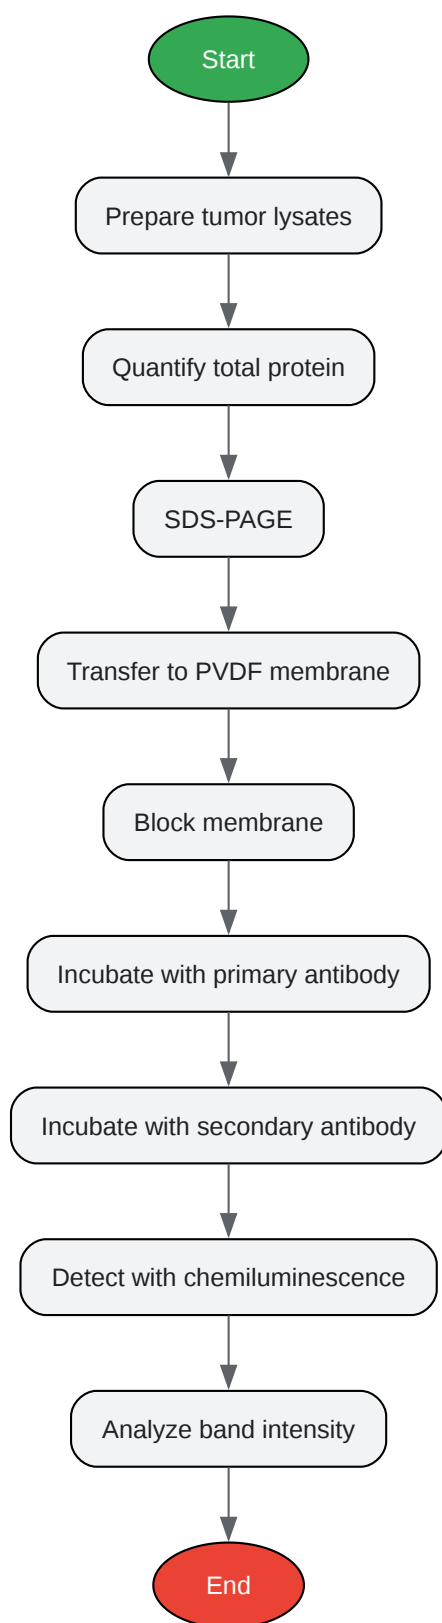 Start
Prepare tumor lysates
Quantify total protein
SDS-PAGE
Transfer to PVDF membrane
Block membrane
Incubate with primary antibody
Incubate with secondary antibody
Detect with chemiluminescence
Analyze band intensity
End